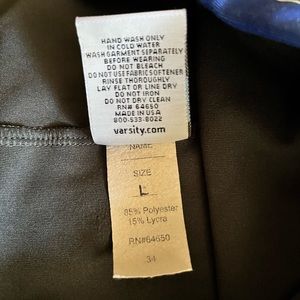 HAND WASH ONLY
IN COLD WATER
WASH GARMENT SEPARATELY
BEFORE WEARING
DO NOT BLEACH
DO NOT USE FABRIC SOFTENER
RINSE THOROUGHLY
LAY FLAT OR LINE DRY
DO NOT IRON
DO NOT DRY CLEAN
RN# 64650
MADE IN USA
800-533-8022
varsity.com
NAME
SIZE
L
85% Polyester
15% Lycra
RN#64650
34